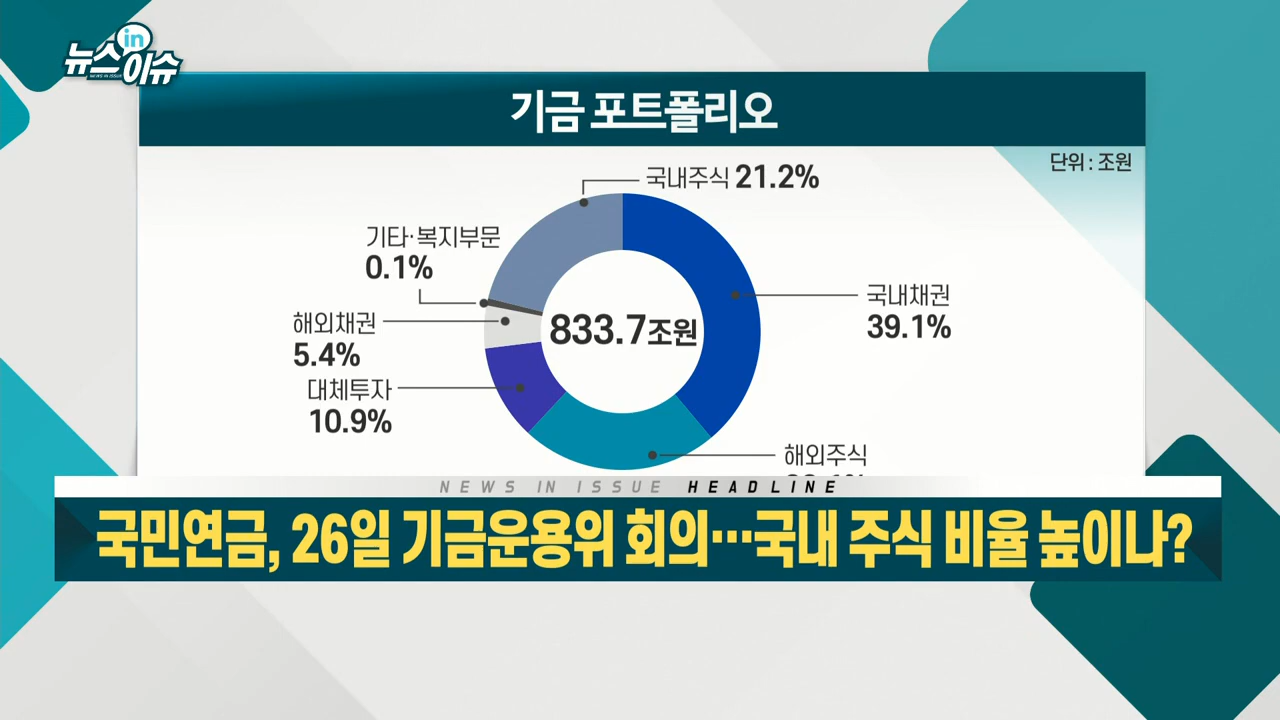 뉴스in이슈
NEWS IN ISSUE
기금 포트폴리오
단위 : 조원
국내주식 21.2%
기타·복지부문
0.1%
국내채권
39.1%
해외채권
5.4%
833.7조원
대체투자
10.9%
해외주식
NEWS IN ISSUE HEADLINE
국민연금, 26일 기금운용위 회의…국내 주식 비율 높이나?